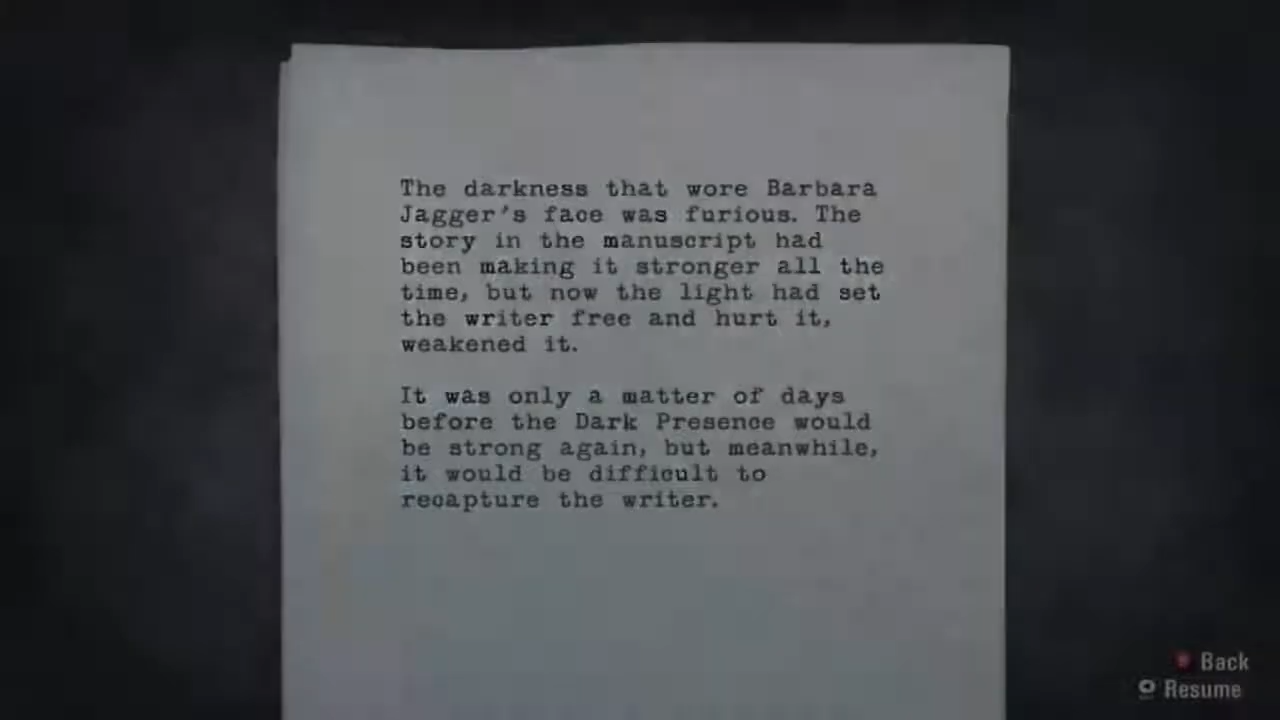 The darkness that wore Barbara
Jagger's face was furious. The
story in the manuscript had
been making it stronger all the
time, but now the light had set
the writer free and hurt it,
weakened it.
It was only a matter of days
before the Dark Presence would
be strong again, but meanwhile,
it would be difficult to
recapture the writer.
Back
Resume